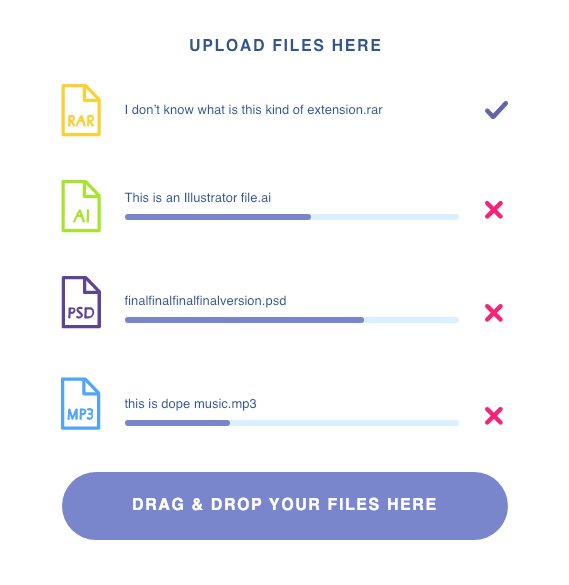 UPLOAD FILES HERE
RAR
I don't know what is this kind of extension.rar
AI
This is an Illustrator file.ai
PSD
finalfinalfinalfinalversion.psd
MP3
this is dope music.mp3
DRAG & DROP YOUR FILES HERE